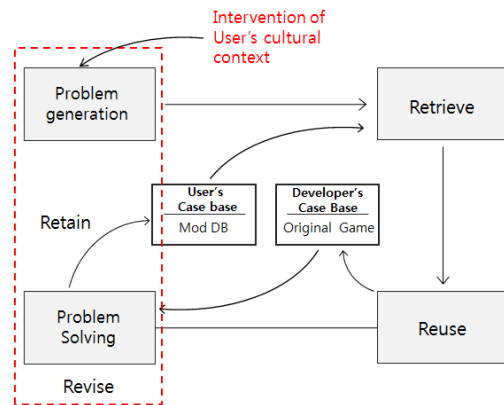 Intervention of
User's cultural
context
Problem
generation
Retrieve
User's
Case base
Mod DB
Developer's
Case Base
Original Game
Retain
Problem
Solving
Reuse
Revise